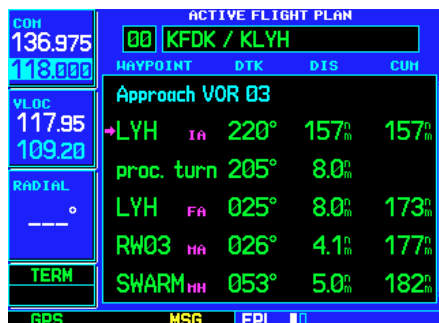 ACTIVE FLIGHT PLAN
COM
136.975
118.000
00 KFDK / KLYH
WAYPOINT DTK DIS CUM
VLOC
117.95
109.20
Approach VOR 03
LYH IA 220° 157nm 157nm
proc. turn 205° 8.0nm
RADIAL
___°
LYH FA 025° 8.0nm 173nm
RW03 MA 026° 4.1nm 177nm
TERM
SWARM MH 053° 5.0nm 182nm
GPS MSG FPL